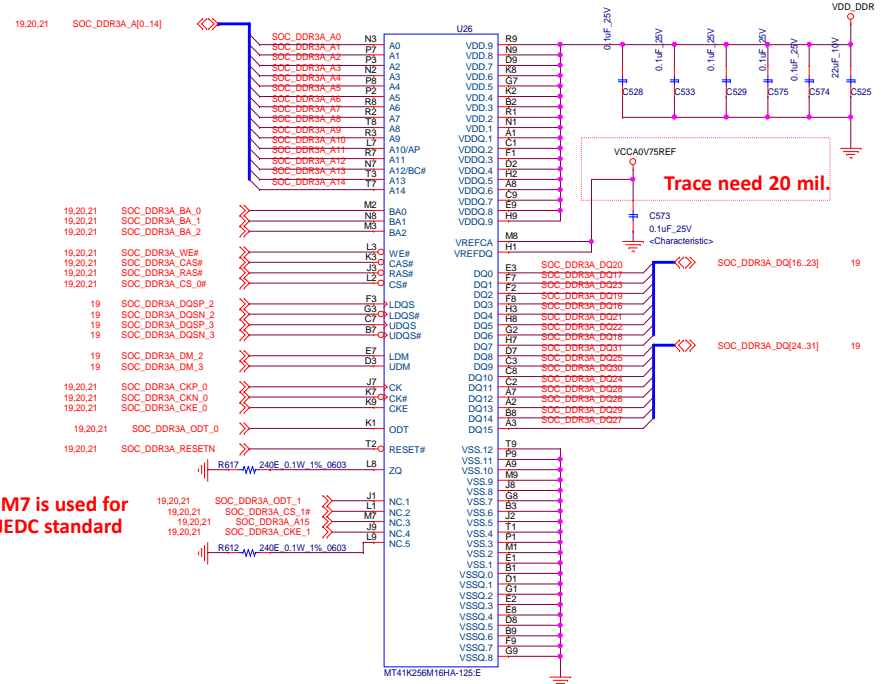 VDD_DDR
19,20,21 SOC_DDR3A_A[0..14]
U26
SOC_DDR3A_A0 N3 A0
SOC_DDR3A_A1 P7 A1
SOC_DDR3A_A2 P3 A2
SOC_DDR3A_A3 N2 A3
SOC_DDR3A_A4 P8 A4
SOC_DDR3A_A5 P2 A5
SOC_DDR3A_A6 R8 A6
SOC_DDR3A_A7 R2 A7
SOC_DDR3A_A8 T8 A8
SOC_DDR3A_A9 R3 A9
SOC_DDR3A_A10 L7 A10/AP
SOC_DDR3A_A11 R7 A11
SOC_DDR3A_A12 N7 A12/BC#
SOC_DDR3A_A13 T3 A13
SOC_DDR3A_A14 T7 A14
19,20,21 SOC_DDR3A_BA_0 M2 BA0
19,20,21 SOC_DDR3A_BA_1 N8 BA1
19,20,21 SOC_DDR3A_BA_2 M3 BA2
19,20,21 SOC_DDR3A_WE# L3 WE#
19,20,21 SOC_DDR3A_CAS# K3 CAS#
19,20,21 SOC_DDR3A_RAS# J3 RAS#
19,20,21 SOC_DDR3A_CS_0# L2 CS#
19 SOC_DDR3A_DQSP_2 F3 LDQS
19 SOC_DDR3A_DQSN_2 G3 LDQS#
19 SOC_DDR3A_DQSP_3 C7 UDQS
19 SOC_DDR3A_DQSN_3 B7 UDQS#
19 SOC_DDR3A_DM_2 E7 LDM
19 SOC_DDR3A_DM_3 D3 UDM
19,20,21 SOC_DDR3A_CKP_0 J7 CK
19,20,21 SOC_DDR3A_CKN_0 K7 CK#
19,20,21 SOC_DDR3A_CKE_0 K9 CKE
19,20,21 SOC_DDR3A_ODT_0 K1 ODT
19,20,21 SOC_DDR3A_RESETN T2 RESET#
R617 240E_0.1W_1%_0603 L8 ZQ
M7 is used for
JEDC standard
19,20,21 SOC_DDR3A_ODT_1 J1 NC.1
19,20,21 SOC_DDR3A_CS_1# L1 NC.2
19,20,21 SOC_DDR3A_A15 M7 NC.3
19,20,21 SOC_DDR3A_CKE_1 J9 NC.4
R612 240E_0.1W_1%_0603 L9 NC.5
VDD.9 R9
VDD.8 N9
VDD.7 D9
VDD.6 K8
VDD.5 G7
VDD.4 K2
VDD.3 B2
VDD.2 R1
VDD.1 N1
VDDQ.1 A1
VDDQ.2 C1
VDDQ.3 F1
VDDQ.4 D2
VDDQ.5 H2
VDDQ.6 A8
VDDQ.7 C9
VDDQ.8 E9
VDDQ.9 H9
VREFCA M8
VREFDQ H1
0.1uF_25V C528
0.1uF_25V C533
0.1uF_25V C529
0.1uF_25V C575
0.1uF_25V C574
22uF_10V C525
VCCA0V75REF
Trace need 20 mil.
C573
0.1uF_25V
<Characteristic>
DQ0 E3 SOC_DDR3A_DQ20
DQ1 F7 SOC_DDR3A_DQ17
DQ2 F2 SOC_DDR3A_DQ23
DQ3 F8 SOC_DDR3A_DQ19
DQ4 H3 SOC_DDR3A_DQ16
DQ5 H8 SOC_DDR3A_DQ21
DQ6 G2 SOC_DDR3A_DQ22
DQ7 H7 SOC_DDR3A_DQ18
DQ8 D7 SOC_DDR3A_DQ31
DQ9 C3 SOC_DDR3A_DQ25
DQ10 C8 SOC_DDR3A_DQ30
DQ11 C2 SOC_DDR3A_DQ24
DQ12 A7 SOC_DDR3A_DQ28
DQ13 A2 SOC_DDR3A_DQ26
DQ14 B8 SOC_DDR3A_DQ29
DQ15 A3 SOC_DDR3A_DQ27
SOC_DDR3A_DQ[16..23] 19
SOC_DDR3A_DQ[24..31] 19
VSS.12 T9
VSS.11 P9
VSS.10 A9
VSS.9 M9
VSS.8 J8
VSS.7 G8
VSS.6 B3
VSS.5 J2
VSS.4 T1
VSS.3 P1
VSS.2 M1
VSS.1 E1
VSSQ.0 B1
VSSQ.1 D1
VSSQ.2 G1
VSSQ.3 E2
VSSQ.4 E8
VSSQ.5 D8
VSSQ.6 B9
VSSQ.7 F9
VSSQ.8 G9
MT41K256M16HA-125:E